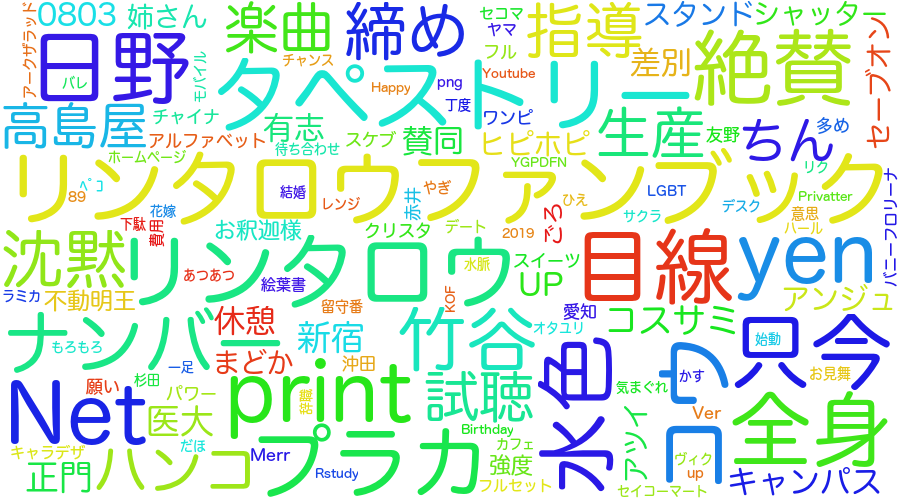 アークザラッド
0803
姉さん
楽曲
締め
セコマ
ヤマ
指導
スタンド
シャッター
日野
モバイル
バレ
チャンス
フル
差別
絶賛
セーブオン
タペストリー
Happy
png
Youtube
丁度
高島屋
チャイナ
有志
スケブ
賛同
ワンピ
ヒピホピ
生産
友野
ちん
多め
アルファベット
待ち合わせ
ホームページ
YGPDFN
リク
リンタロウファンブック
89
ペコ
結婚
レンジ
赤井
やぎ
ひえ
LGBT
Privatter
花嫁
サクラ
デスク
意思
下駄
費用
お釈迦様
クリスタ
デート
2019
ごろ
パール
バニーフローリーナ
沈黙
リンタロウ
水脈
スイーツ
目線
yen
あつあつ
UP
ラミカ
不動明王
絵葉書
KOF
アンジュ
ナンバー
休憩
留守番
愛知
コスサミ
新宿
竹谷
オタユリ
始動
只今
もろもろ
まどか
沖田
一足
水色
ワロ
お見舞
Net
願い
杉田
パワー
print
辞職
試聴
気まぐれ
かす
全身
医大
Birthday
アツィ
Ver
キャラデザ
だほ
プラカ
カフェ
正門
ハンコ
Merr
Rstudy
強度
フルセット
ヴィク
up
キャンパス
セイコーマート